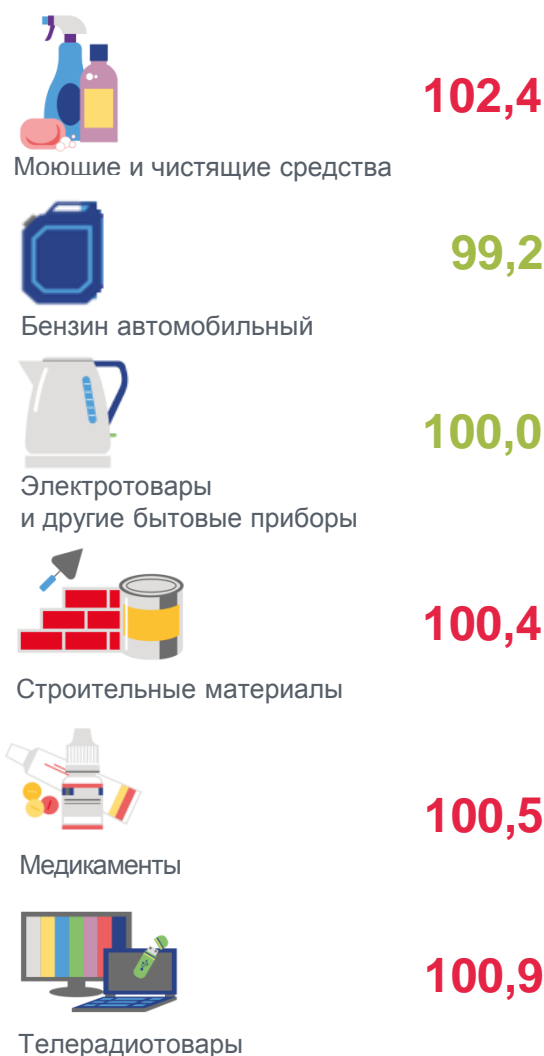 102,4
Моющие и чистящие средства
99,2
Бензин автомобильный
100,0
Электротовары
и другие бытовые приборы
100,4
Строительные материалы
100,5
Медикаменты
100,9
Телерадиотовары